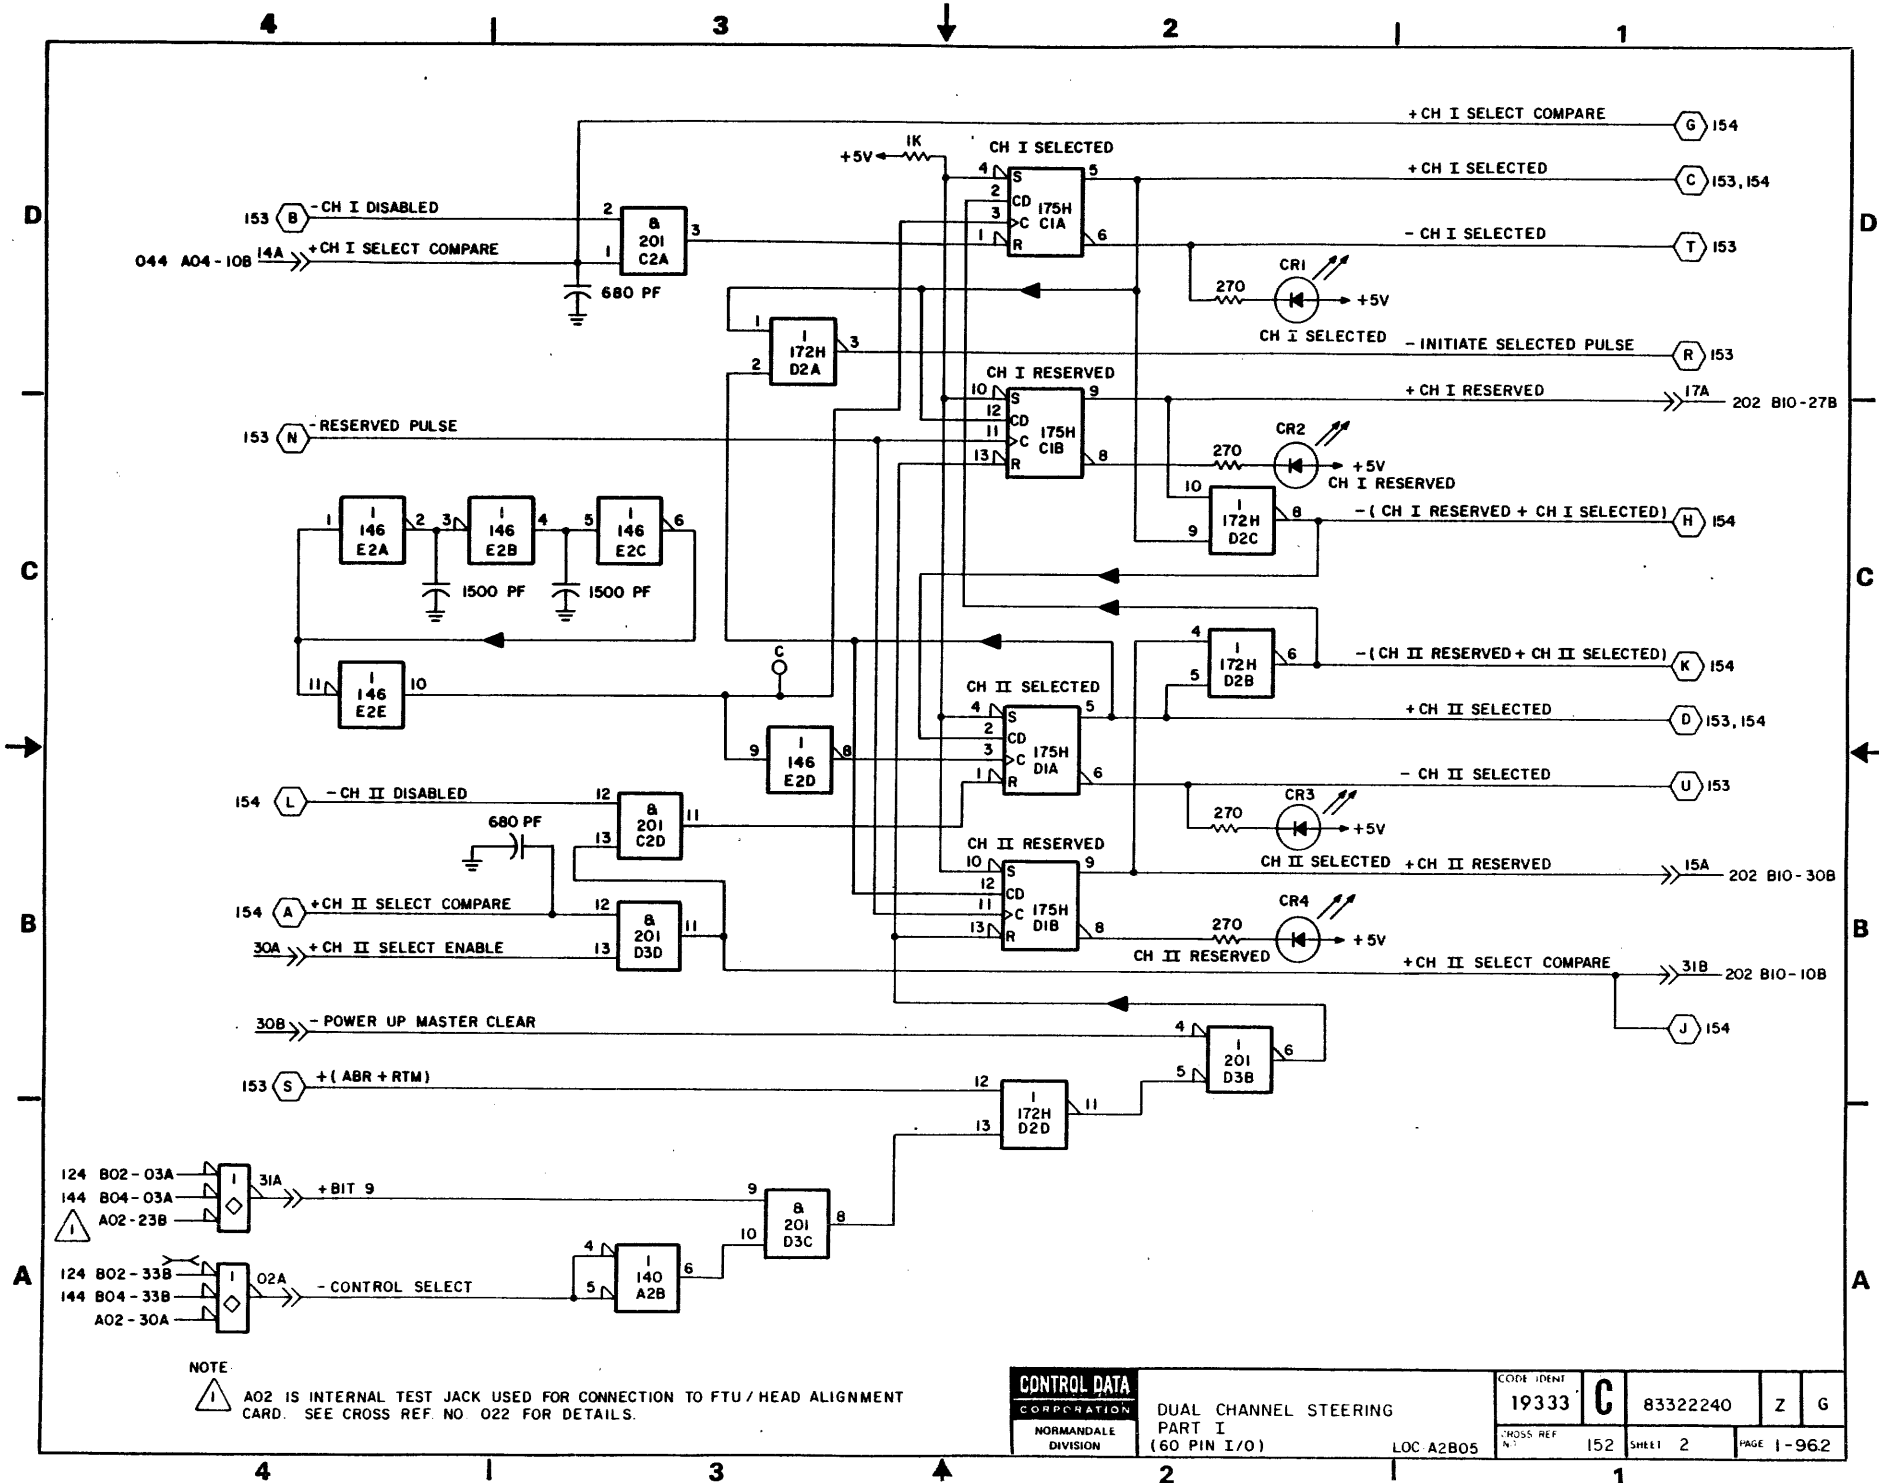 4 3 2 1
+CH I SELECT COMPARE G 154
1K
+5V
CH I SELECTED
+CH I SELECTED C 153,154
4 S 5
2 CD
3 C
1 R 6
175H
C1A
D D
153 B -CH I DISABLED 2
&
201
C2A
3
044 A04-10B 14A +CH I SELECT COMPARE 1
680 PF
-CH I SELECTED T 153
CR1
270
+5V
CH I SELECTED
1
1
172H
D2A
3
2
-INITIATE SELECTED PULSE R 153
CH I RESERVED
10 S 9
12 CD
11 C
13 R 8
175H
C1B
+CH I RESERVED 17A 202 B10-27B
153 N -RESERVED PULSE
CR2
270
+5V
CH I RESERVED
10
9
1
172H
D2C
8
-(CH I RESERVED + CH I SELECTED) H 154
1
1
146
E2A
2
3
1
146
E2B
4
5
1
146
E2C
6
C C
1500 PF
1500 PF
C
11
1
146
E2E
10
4
5
1
172H
D2B
6
-(CH II RESERVED + CH II SELECTED) K 154
CH II SELECTED
4 S 5
2 CD
3 C
1 R 6
175H
D1A
+CH II SELECTED D 153,154
9
1
146
E2D
8
-CH II SELECTED U 153
154 L -CH II DISABLED 12
13
&
201
C2D
11
CR3
270
+5V
CH II SELECTED
680 PF
CH II RESERVED
10 S 9
12 CD
11 C
13 R 8
175H
D1B
+CH II RESERVED 15A 202 B10-30B
154 A +CH II SELECT COMPARE 12
30A +CH II SELECT ENABLE 13
&
201
D3D
11
B B
CR4
270
+5V
CH II RESERVED
+CH II SELECT COMPARE 31B 202 B10-10B
J 154
30B -POWER UP MASTER CLEAR 4
5
1
201
D3B
6
153 S +(ABR+RTM) 12
13
1
172H
D2D
11
124 B02-03A
144 B04-03A
A02-23B
1
1
31A +BIT 9 9
10
&
201
D3C
8
A A
124 B02-33B
144 B04-33B
A02-30A
1
02A -CONTROL SELECT
4
5
1
140
A2B
6
NOTE
1 A02 IS INTERNAL TEST JACK USED FOR CONNECTION TO FTU/HEAD ALIGNMENT
CARD. SEE CROSS REF. NO. 022 FOR DETAILS.
CONTROL DATA
CORPORATION
NORMANDALE
DIVISION
DUAL CHANNEL STEERING
PART I
(60 PIN I/O)
LOC A2B05
CODE IDENT
19333 C 83322240 Z G
CROSS REF
NO. 152 SHEET 2 PAGE 1-96.2
4 3 2 1